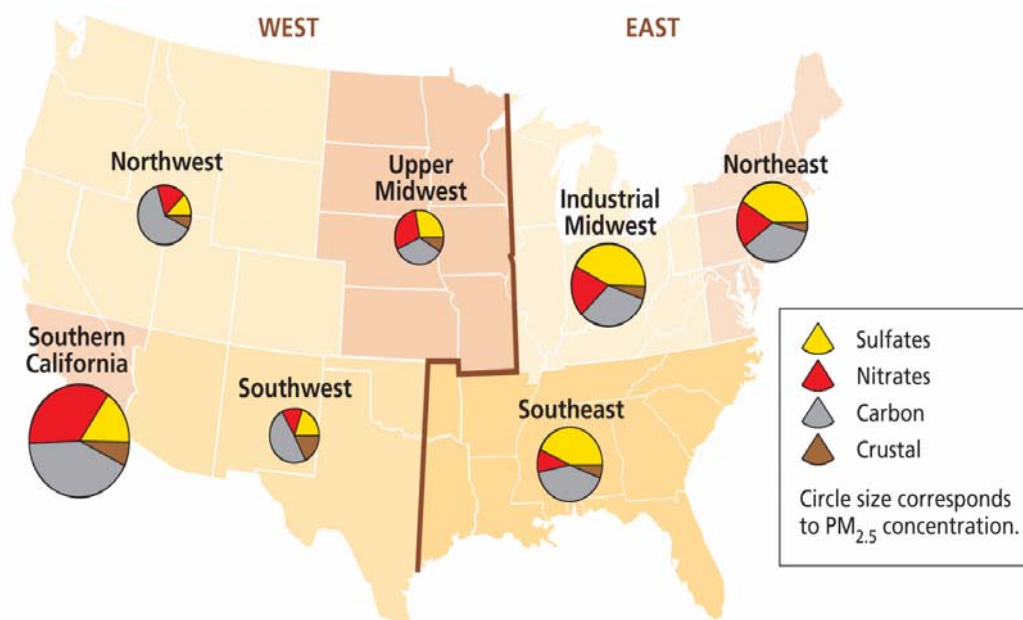 WEST
EAST
Northwest
Upper
Midwest
Industrial
Midwest
Northeast
Southern
California
Southwest
Southeast
Sulfates
Nitrates
Carbon
Crustal
Circle size corresponds
to PM2.5 concentration.